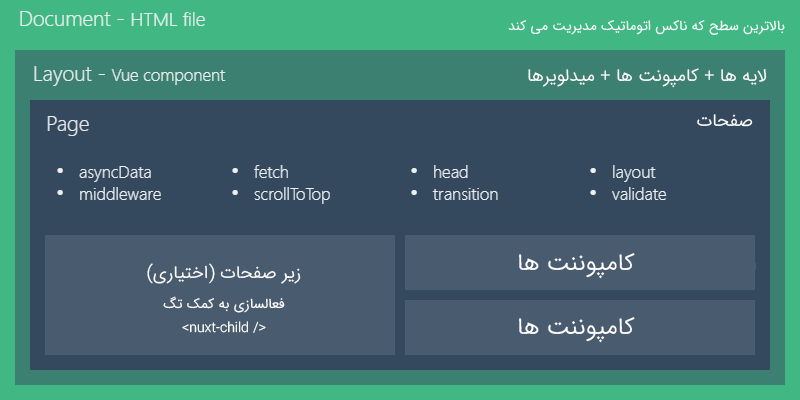 Document - HTML file
بالاترین سطح که ناکس اتوماتیک مدیریت می کند
Layout - Vue component
لایه ها + کامپونت ها + میدلویرها
Page
صفحات
• asyncData
• fetch
• head
• layout
• middleware
• scrollToTop
• transition
• validate
زیر صفحات (اختیاری)
فعالسازی به کمک تگ
<nuxt-child />
کامپوننت ها
کامپوننت ها